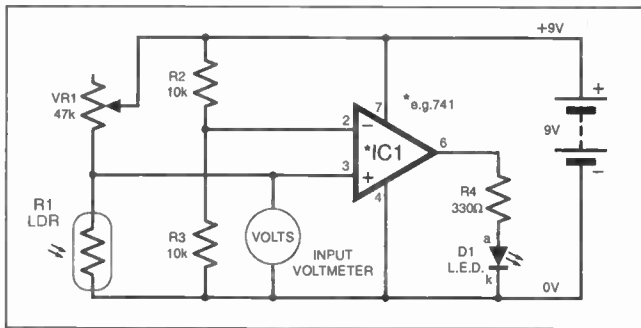 +9V
R2
10k
VR1
47k
7
*e.g.741
+
2
−
*IC1
6
9V
3
+
4
−
R4
330Ω
R1
LDR
VOLTS
R3
10k
INPUT
VOLTMETER
a
D1
L.E.D.
k
0V